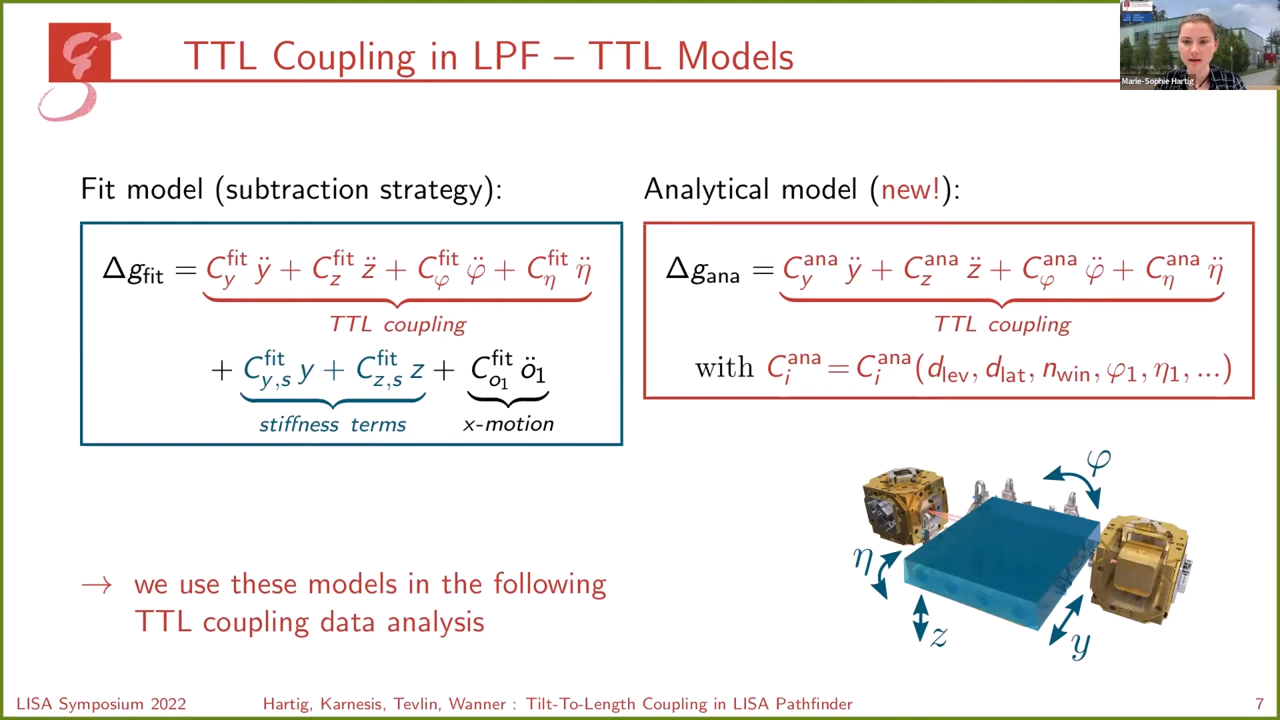 TTL Coupling in LPF – TTL Models
Marie-Sophie Hartig
Fit model (subtraction strategy):
Δg_fit = C_y^fit ÿ + C_z^fit z̈ + C_φ^fit φ̈ + C_η^fit η̈
TTL coupling
+ C_{y,s}^fit y + C_{z,s}^fit z + C_{o₁}^fit ö₁
stiffness terms x-motion
Analytical model (new!):
Δg_ana = C_y^ana ÿ + C_z^ana z̈ + C_φ^ana φ̈ + C_η^ana η̈
TTL coupling
with C_i^ana = C_i^ana(d_lev, d_lat, n_win, φ₁, η₁, ...)
φ
η
z
y
→ we use these models in the following
TTL coupling data analysis
LISA Symposium 2022 Hartig, Karnesis, Tevlin, Wanner : Tilt-To-Length Coupling in LISA Pathfinder 7